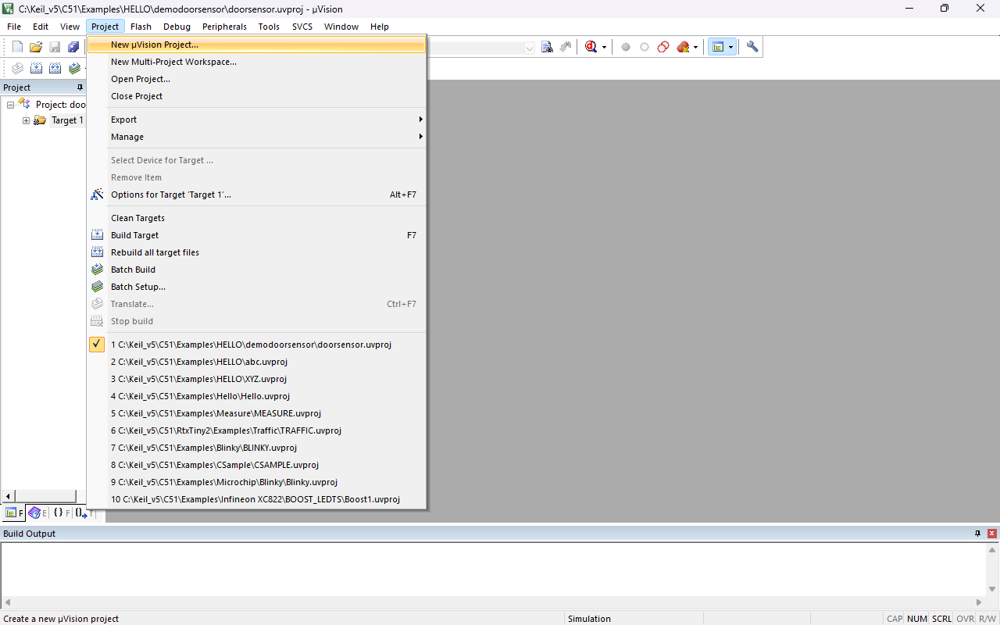 C:\Keil_v5\C51\Examples\HELLO\demodoorsensor\doorsensor.uvproj - µVision
File Edit View Project Flash Debug Peripherals Tools SVCS Window Help
New µVision Project...
New Multi-Project Workspace...
Open Project...
Close Project
Export
Manage
Select Device for Target ...
Remove Item
Options for Target 'Target 1'... Alt+F7
Clean Targets
Build Target F7
Rebuild all target files
Batch Build
Batch Setup...
Translate... Ctrl+F7
Stop build
1 C:\Keil_v5\C51\Examples\HELLO\demodoorsensor\doorsensor.uvproj
2 C:\Keil_v5\C51\Examples\HELLO\abc.uvproj
3 C:\Keil_v5\C51\Examples\HELLO\XYZ.uvproj
4 C:\Keil_v5\C51\Examples\Hello\Hello.uvproj
5 C:\Keil_v5\C51\Examples\Measure\MEASURE.uvproj
6 C:\Keil_v5\C51\RtxTiny2\Examples\Traffic\TRAFFIC.uvproj
7 C:\Keil_v5\C51\Examples\Blinky\BLINKY.uvproj
8 C:\Keil_v5\C51\Examples\CSample\CSAMPLE.uvproj
9 C:\Keil_v5\C51\Examples\Microchip\Blinky\Blinky.uvproj
10 C:\Keil_v5\C51\Examples\Infineon XC822\BOOST_LEDTS\Boost1.uvproj
Project
Project: doo
Target 1
F E {} F {} T
Build Output
Create a new µVision project Simulation CAP NUM SCRL OVR R/W